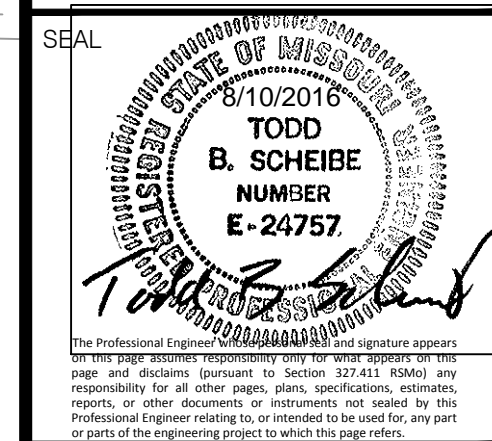 SEAL
STATE OF MISSOURI
8/10/2016
TODD
B. SCHEIBE
NUMBER
E-24757
REGISTERED PROFESSIONAL ENGINEER
Todd B Scheibe
The Professional Engineer whose personal seal and signature appears
on this page assumes responsibility only for what appears on this
page and disclaims (pursuant to Section 327.411 RSMo) any
responsibility for all other pages, plans, specifications, estimates,
reports, or other documents or instruments not sealed by this
Professional Engineer relating to, or intended to be used for, any part
or parts of the engineering project to which this page refers.